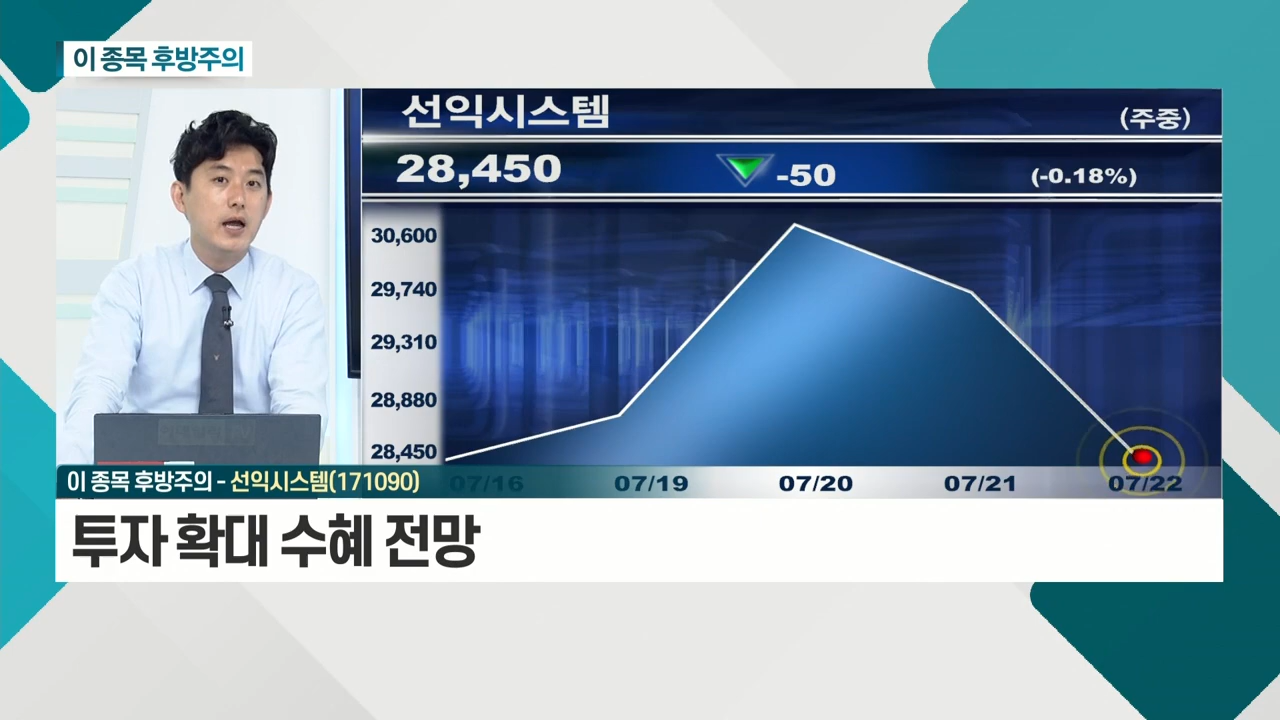 이 종목 후방주의
선익시스템
(주중)
28,450
-50
(-0.18%)
30,600
29,740
29,310
28,880
28,450
07/16
07/19
07/20
07/21
07/22
이 종목 후방주의 - 선익시스템(171090)
투자 확대 수혜 전망